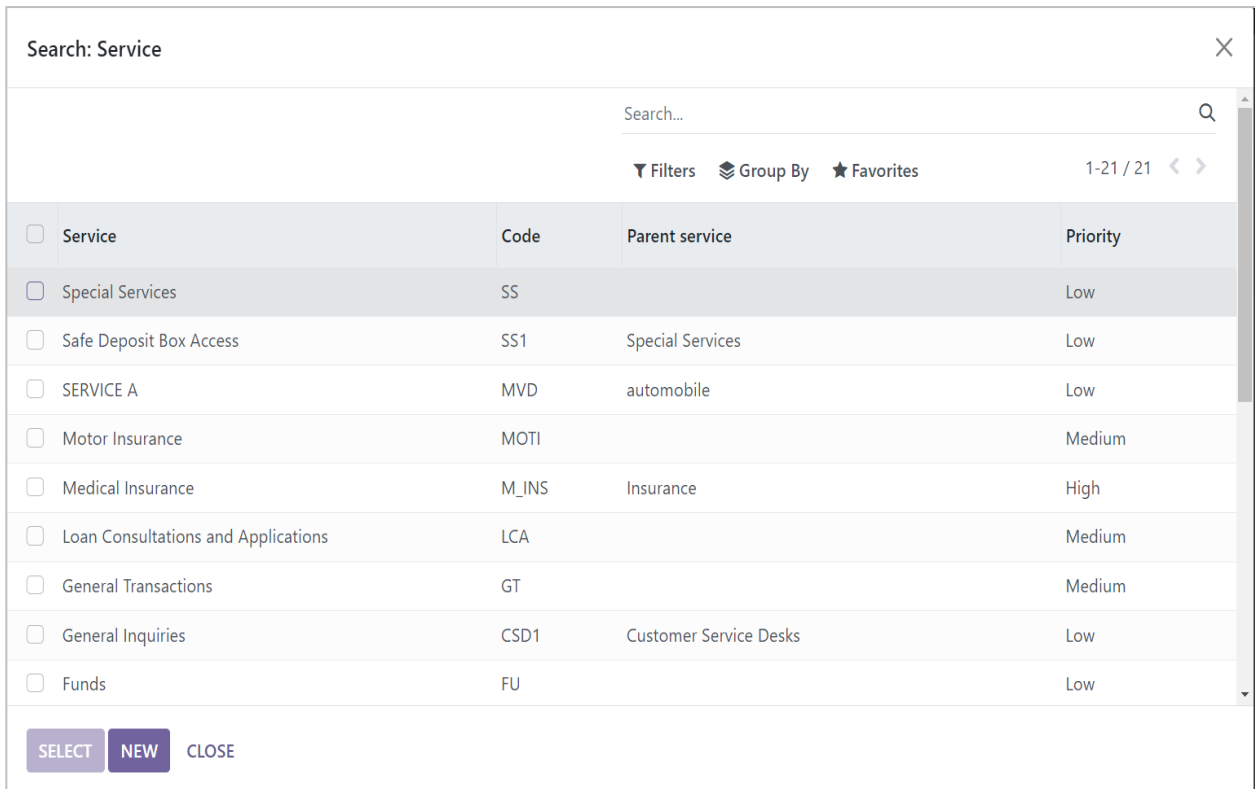 Search: Service
Search...
Filters Group By Favorites 1-21 / 21
Service Code Parent service Priority
Special Services SS Low
Safe Deposit Box Access SS1 Special Services Low
SERVICE A MVD automobile Low
Motor Insurance MOTI Medium
Medical Insurance M_INS Insurance High
Loan Consultations and Applications LCA Medium
General Transactions GT Medium
General Inquiries CSD1 Customer Service Desks Low
Funds FU Low
SELECT NEW CLOSE